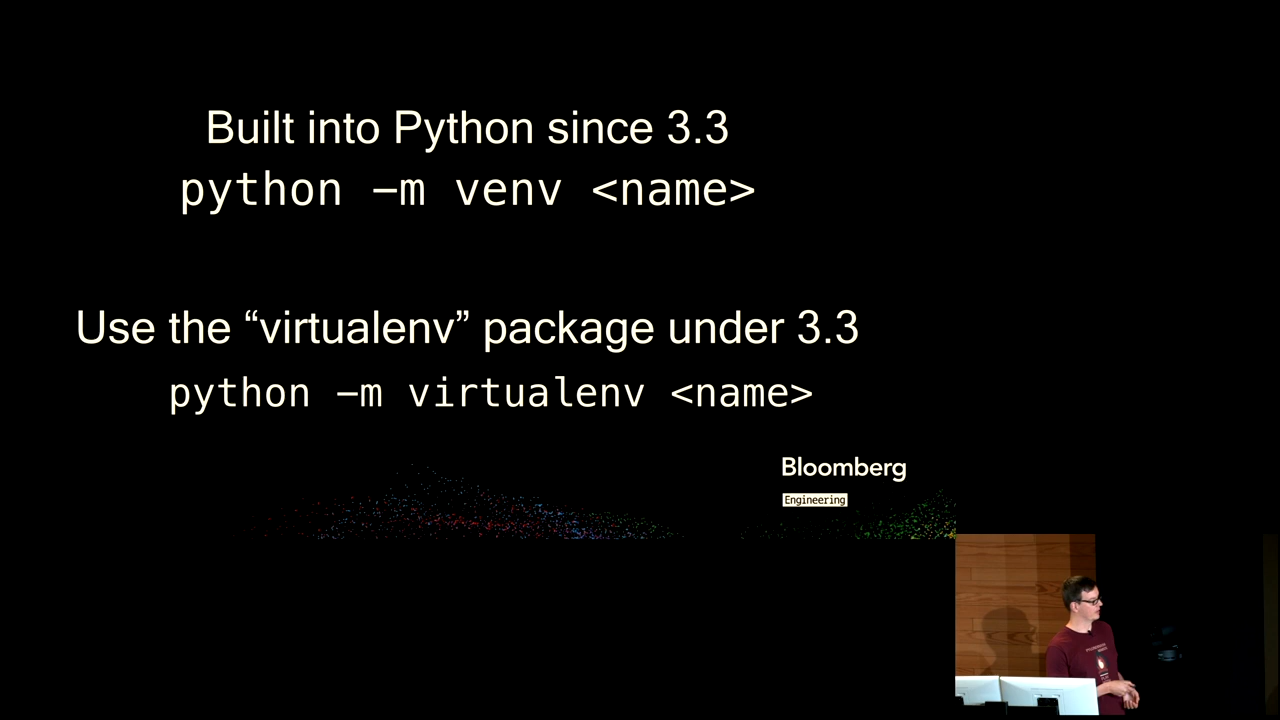 Built into Python since 3.3
python -m venv <name>
Use the “virtualenv” package under 3.3
python -m virtualenv <name>
Bloomberg
Engineering